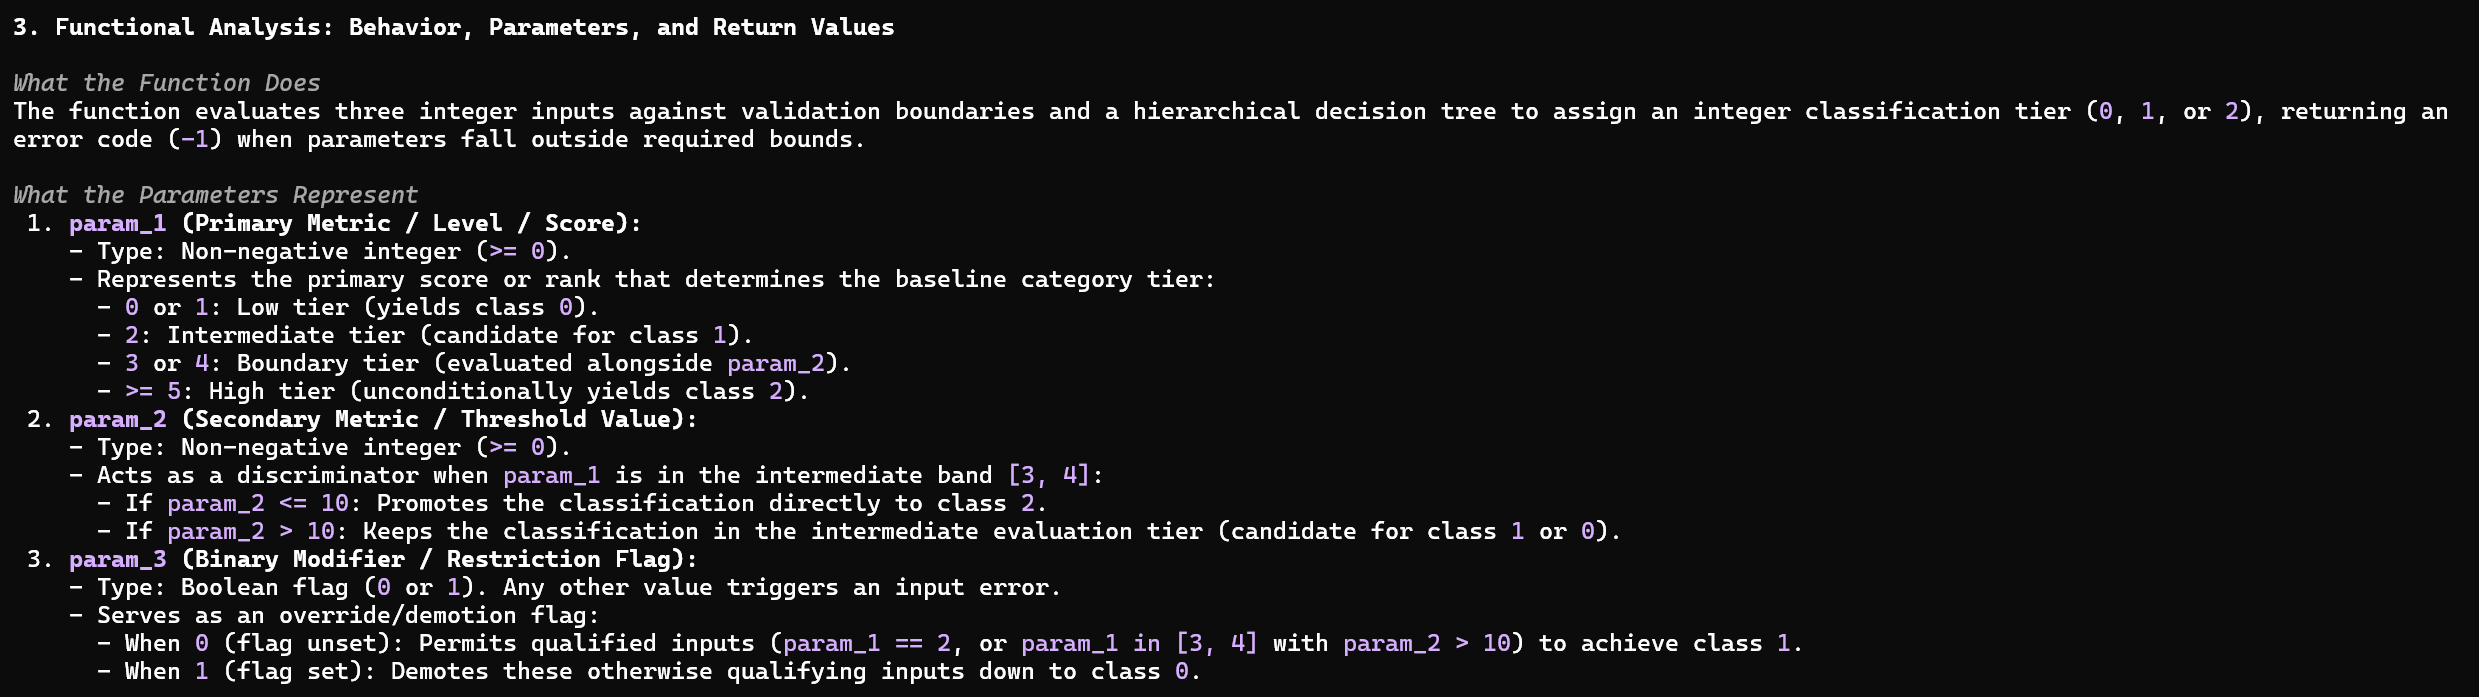 3. Functional Analysis: Behavior, Parameters, and Return Values
What the Function Does
The function evaluates three integer inputs against validation boundaries and a hierarchical decision tree to assign an integer classification tier (0, 1, or 2), returning an
error code (-1) when parameters fall outside required bounds.
What the Parameters Represent
1. param_1 (Primary Metric / Level / Score):
- Type: Non-negative integer (>= 0).
- Represents the primary score or rank that determines the baseline category tier:
- 0 or 1: Low tier (yields class 0).
- 2: Intermediate tier (candidate for class 1).
- 3 or 4: Boundary tier (evaluated alongside param_2).
- >= 5: High tier (unconditionally yields class 2).
2. param_2 (Secondary Metric / Threshold Value):
- Type: Non-negative integer (>= 0).
- Acts as a discriminator when param_1 is in the intermediate band [3, 4]:
- If param_2 <= 10: Promotes the classification directly to class 2.
- If param_2 > 10: Keeps the classification in the intermediate evaluation tier (candidate for class 1 or 0).
3. param_3 (Binary Modifier / Restriction Flag):
- Type: Boolean flag (0 or 1). Any other value triggers an input error.
- Serves as an override/demotion flag:
- When 0 (flag unset): Permits qualified inputs (param_1 == 2, or param_1 in [3, 4] with param_2 > 10) to achieve class 1.
- When 1 (flag set): Demotes these otherwise qualifying inputs down to class 0.